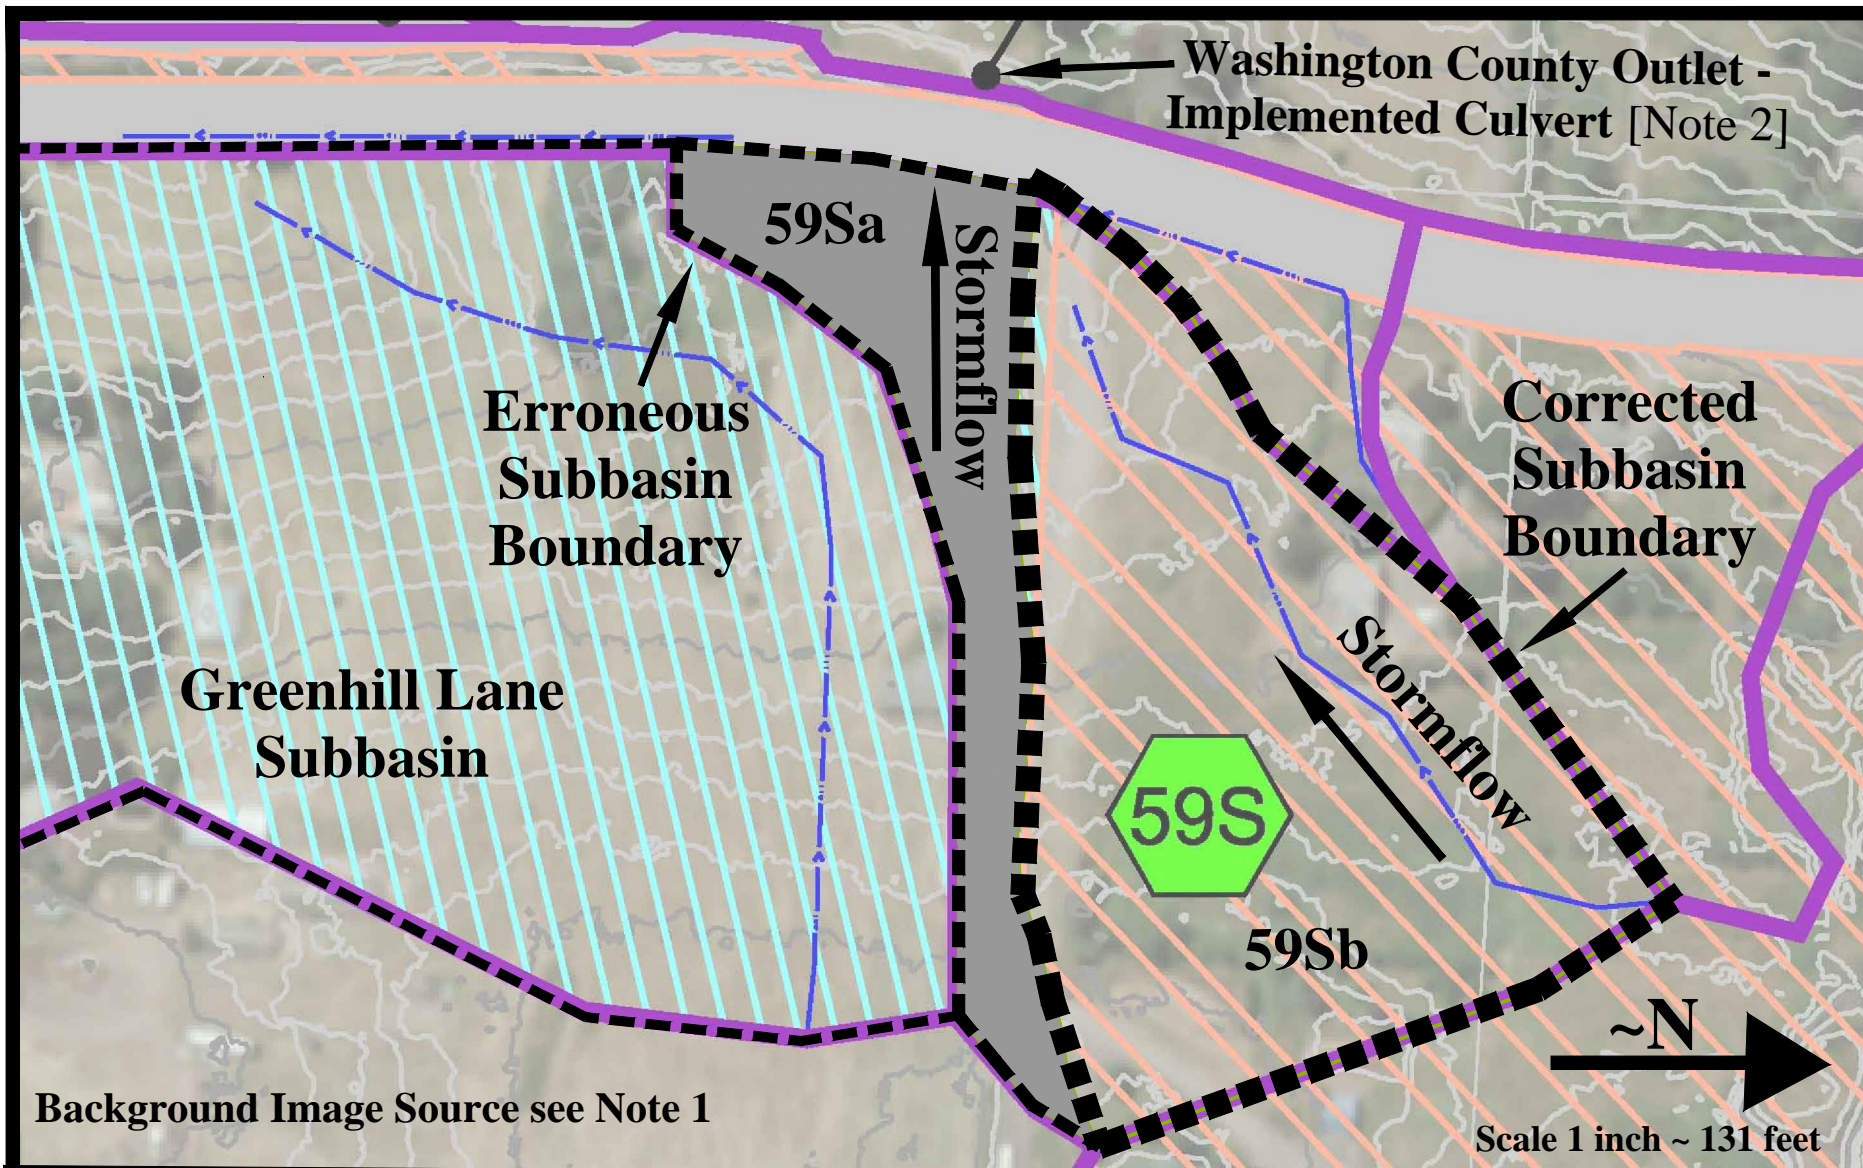 Washington County Outlet -
Implemented Culvert [Note 2]
59Sa
Stormflow
Erroneous
Subbasin
Boundary
Corrected
Subbasin
Boundary
Greenhill Lane
Subbasin
Stormflow
59S
59Sb
~N
Background Image Source see Note 1
Scale 1 inch ~ 131 feet